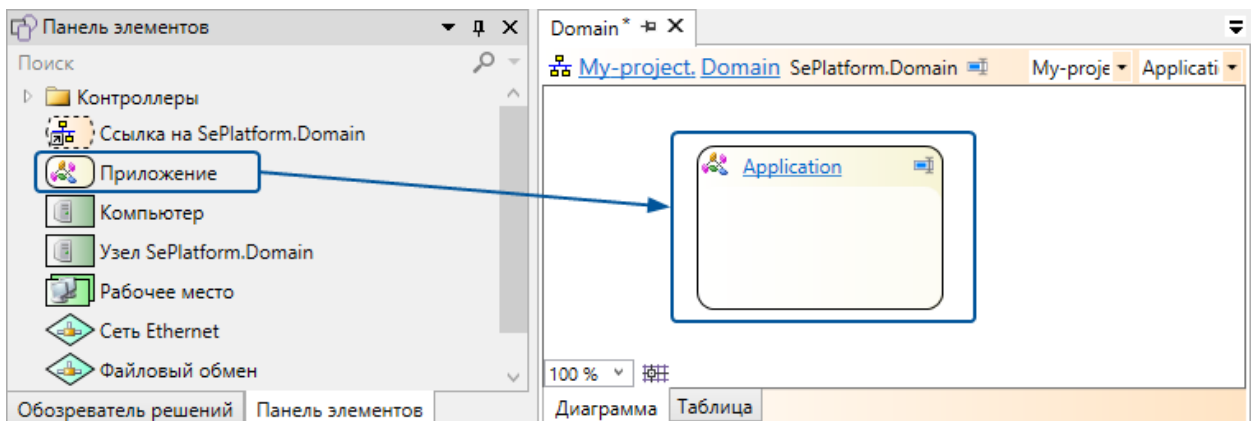 Панель элементов
Поиск
Контроллеры
Ссылка на SePlatform.Domain
Приложение
Компьютер
Узел SePlatform.Domain
Рабочее место
Сеть Ethernet
Файловый обмен
Обозреватель решений Панель элементов
Domain*
My-project. Domain SePlatform.Domain My-proje Applicati
Application
100 %
Диаграмма Таблица